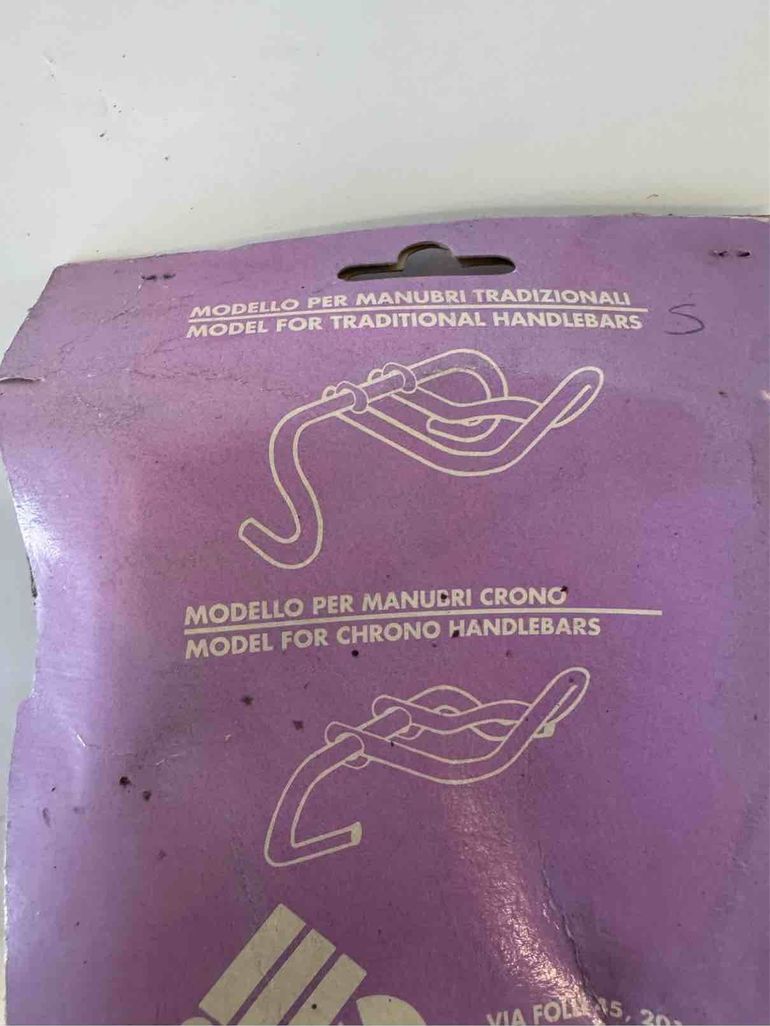 MODELLO PER MANUBRI TRADIZIONALI
MODEL FOR TRADITIONAL HANDLEBARS S
MODELLO PER MANUBRI CRONO
MODEL FOR CHRONO HANDLEBARS
VIA